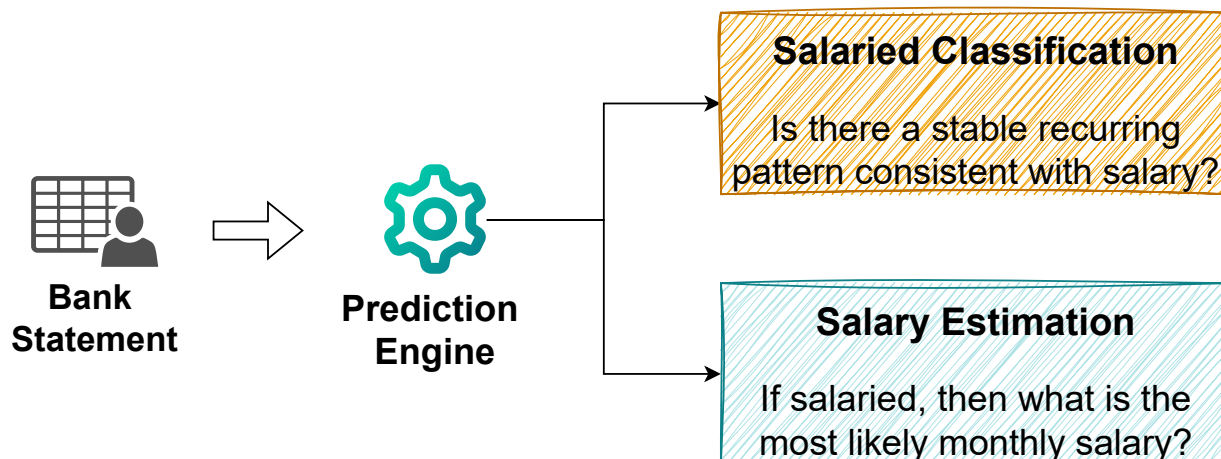 Bank
Statement
Prediction
Engine
Salaried Classification
Is there a stable recurring
pattern consistent with salary?
Salary Estimation
If salaried, then what is the
most likely monthly salary?